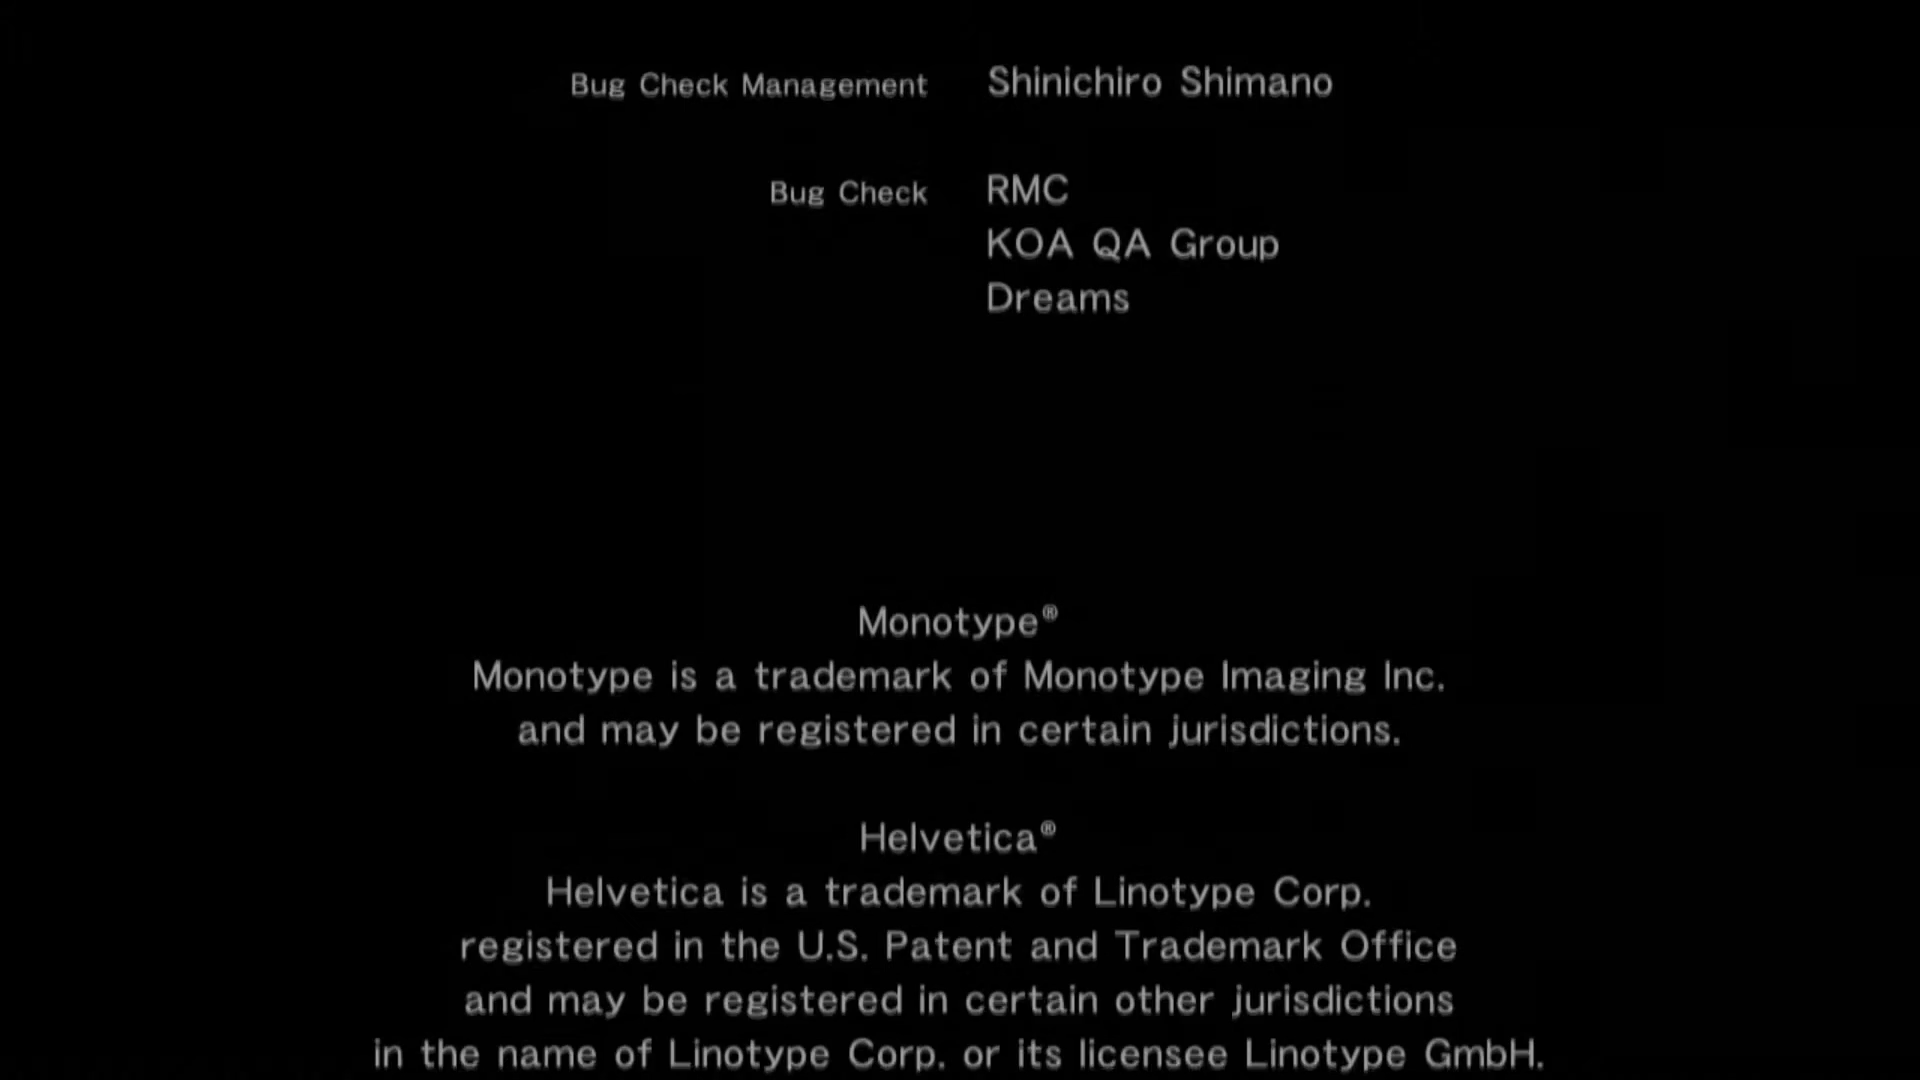 Bug Check Management Shinichiro Shimano
Bug Check RMC
KOA QA Group
Dreams
Monotype®
Monotype is a trademark of Monotype Imaging Inc.
and may be registered in certain jurisdictions.
Helvetica®
Helvetica is a trademark of Linotype Corp.
registered in the U.S. Patent and Trademark Office
and may be registered in certain other jurisdictions
in the name of Linotype Corp. or its licensee Linotype GmbH.